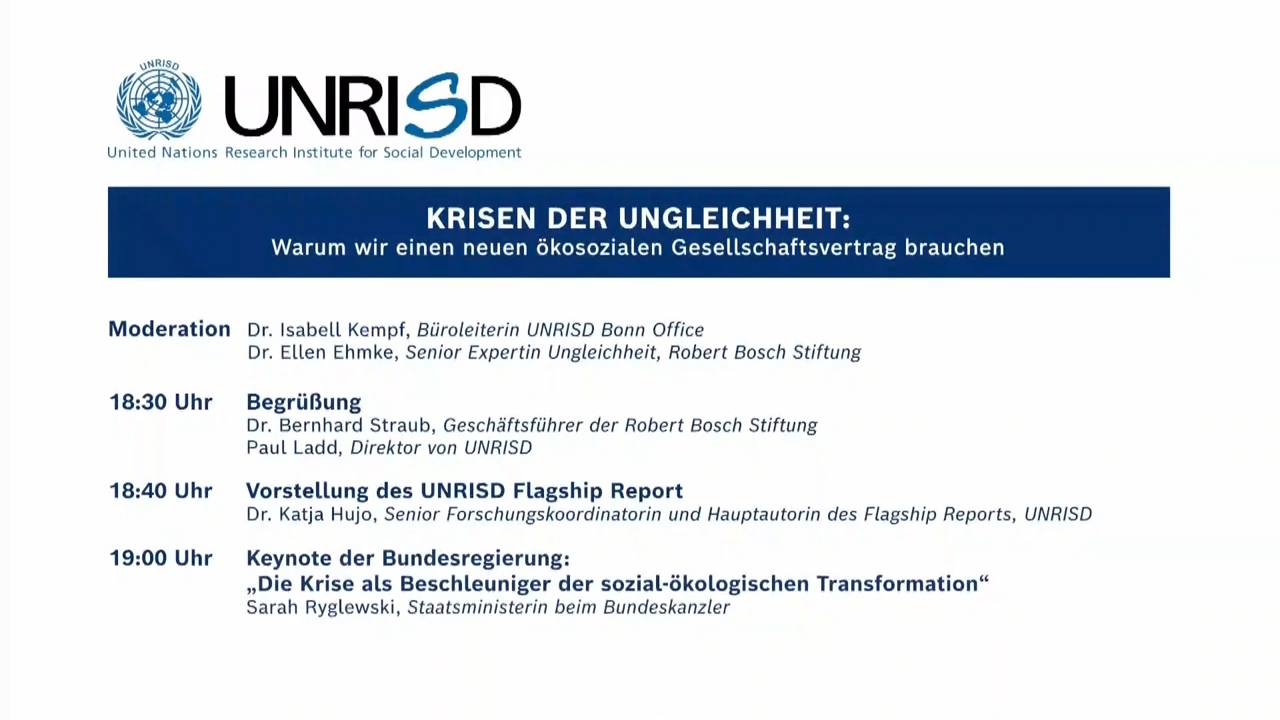 UNRISD
UNRISD
United Nations Research Institute for Social Development
KRISEN DER UNGLEICHHEIT:
Warum wir einen neuen ökosozialen Gesellschaftsvertrag brauchen
Moderation Dr. Isabell Kempf, Büroleiterin UNRISD Bonn Office
Dr. Ellen Ehmke, Senior Expertin Ungleichheit, Robert Bosch Stiftung
18:30 Uhr Begrüßung
Dr. Bernhard Straub, Geschäftsführer der Robert Bosch Stiftung
Paul Ladd, Direktor von UNRISD
18:40 Uhr Vorstellung des UNRISD Flagship Report
Dr. Katja Hujo, Senior Forschungskoordinatorin und Hauptautorin des Flagship Reports, UNRISD
19:00 Uhr Keynote der Bundesregierung:
„Die Krise als Beschleuniger der sozial-ökologischen Transformation“
Sarah Ryglewski, Staatsministerin beim Bundeskanzler